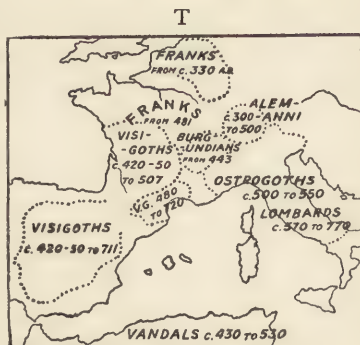 T
FRANKS
FROM c. 330 A.D.
FRANKS
FROM 481
ALEM-
ANNI
c. 300-
TO 500
VISI-
GOTHS
c. 420-50
TO 507
BURG-
UNDIANS
FROM 443
OSTROGOTHS
c. 500 TO 550
V.G. 480
TO 720
LOMBARDS
c. 570 TO 770
VISIGOTHS
c. 420-50 TO 711
VANDALS c. 430 TO 530